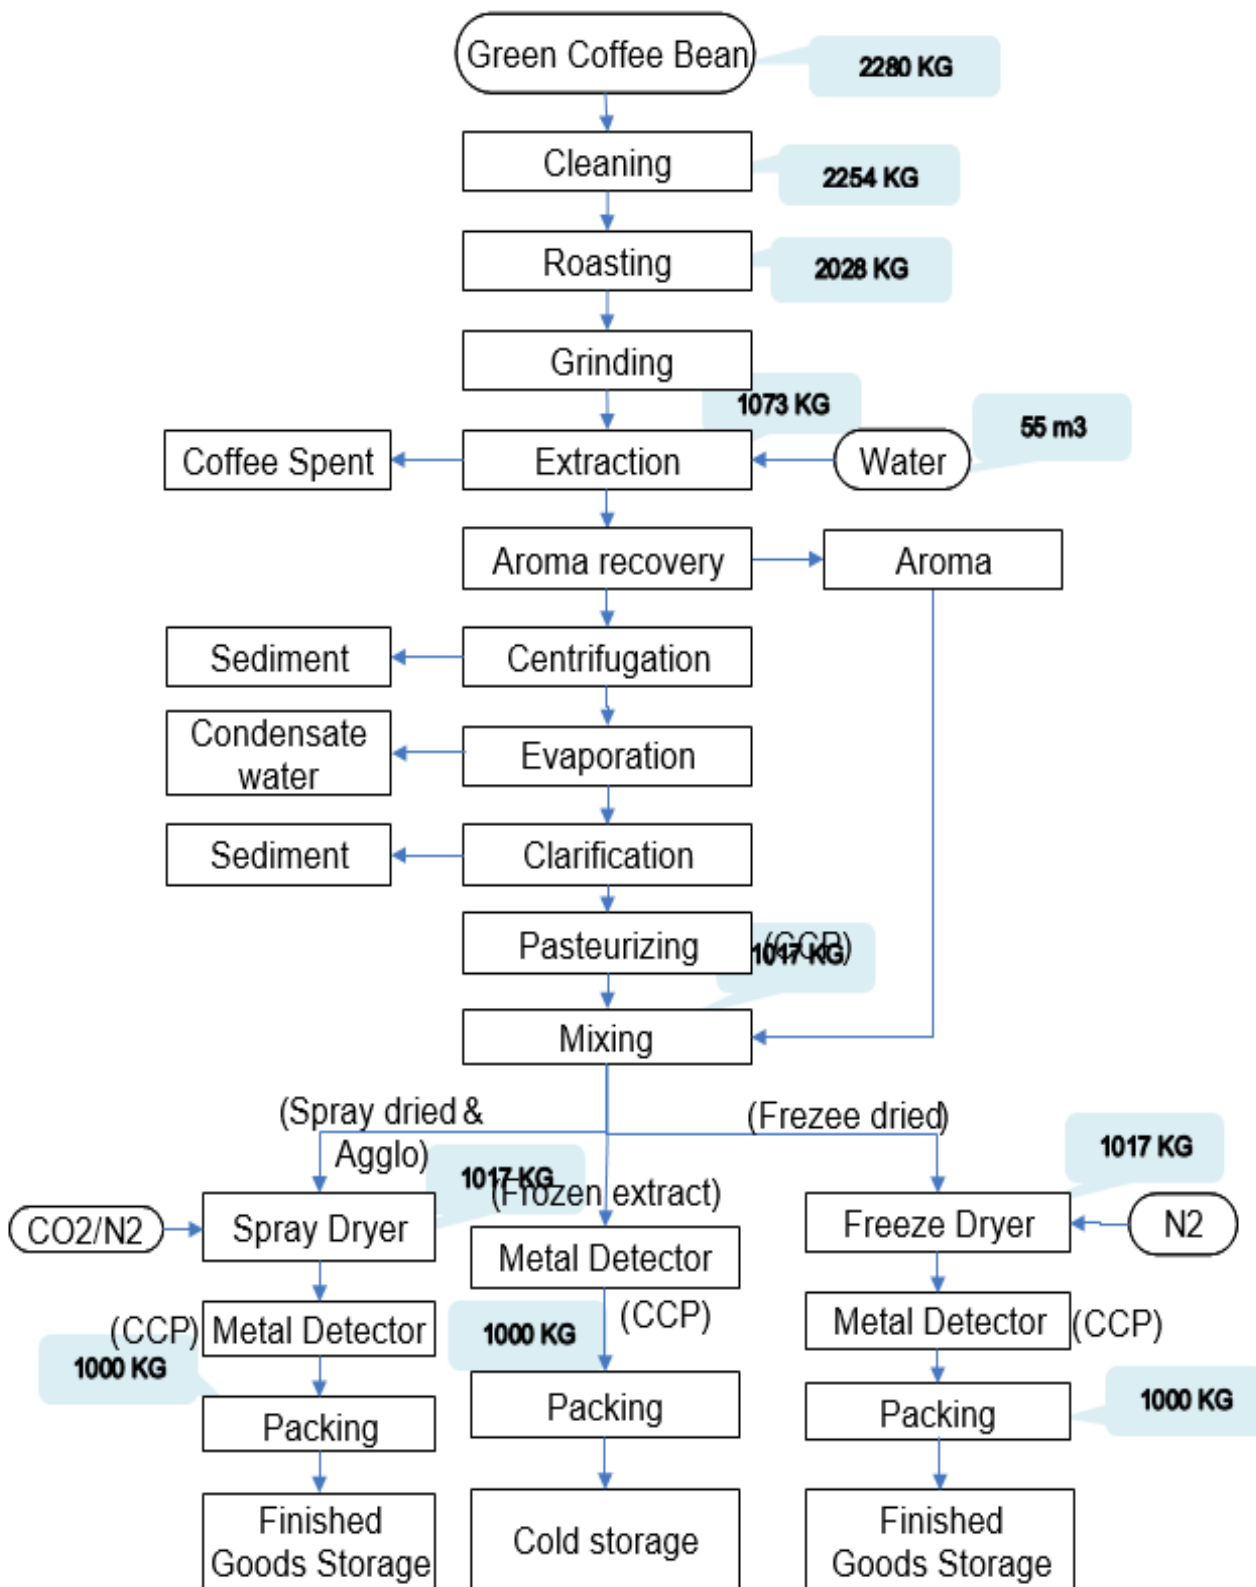 Green Coffee Bean
2280 KG
Cleaning
2254 KG
Roasting
2028 KG
Grinding
1073 KG
55 m3
Coffee Spent
Extraction
Water
Aroma recovery
Aroma
Sediment
Centrifugation
Condensate
water
Evaporation
Sediment
Clarification
Pasteurizing
(CCP)
1017 KG
Mixing
(Spray dried &
Agglo)
(Frezee dried)
1017 KG
1017 KG
(Frozen extract)
CO2/N2
Spray Dryer
Metal Detector
Freeze Dryer
N2
(CCP)
Metal Detector
(CCP)
Metal Detector
(CCP)
1000 KG
1000 KG
1000 KG
Packing
Packing
Packing
Finished
Goods Storage
Cold storage
Finished
Goods Storage